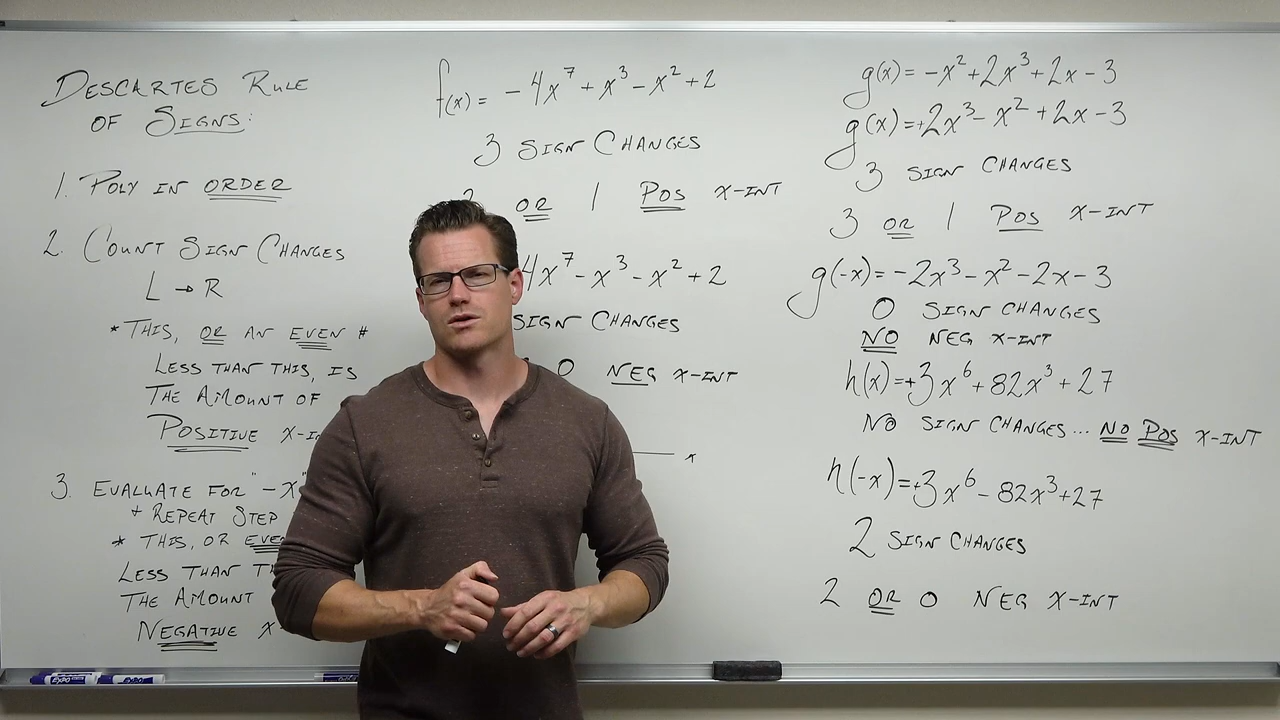 DESCARTES RULE
OF SIGNS:
1. POLY IN ORDER
2. COUNT SIGN CHANGES
L → R
* THIS, OR AN EVEN #
LESS THAN THIS, IS
THE AMOUNT OF
POSITIVE X-IN
3. EVALUATE FOR "-X"
+ REPEAT STEP
* THIS, OR EVE
LESS THAN T
THE AMOUNT
NEGATIVE X-
f(x) = -4x⁷ + x³ - x² + 2
3 SIGN CHANGES
OR 1 POS X-INT
4x⁷ - x³ - x² + 2
SIGN CHANGES
0 NEG X-INT
x
g(x) = -x² + 2x³ + 2x - 3
g(x) = +2x³ - x² + 2x - 3
3 SIGN CHANGES
3 OR 1 POS X-INT
g(-x) = -2x³ - x² - 2x - 3
0 SIGN CHANGES
NO NEG X-INT
h(x) = +3x⁶ + 82x³ + 27
NO SIGN CHANGES... NO POS X-INT
h(-x) = +3x⁶ - 82x³ + 27
2 SIGN CHANGES
2 OR 0 NEG X-INT
EXPO